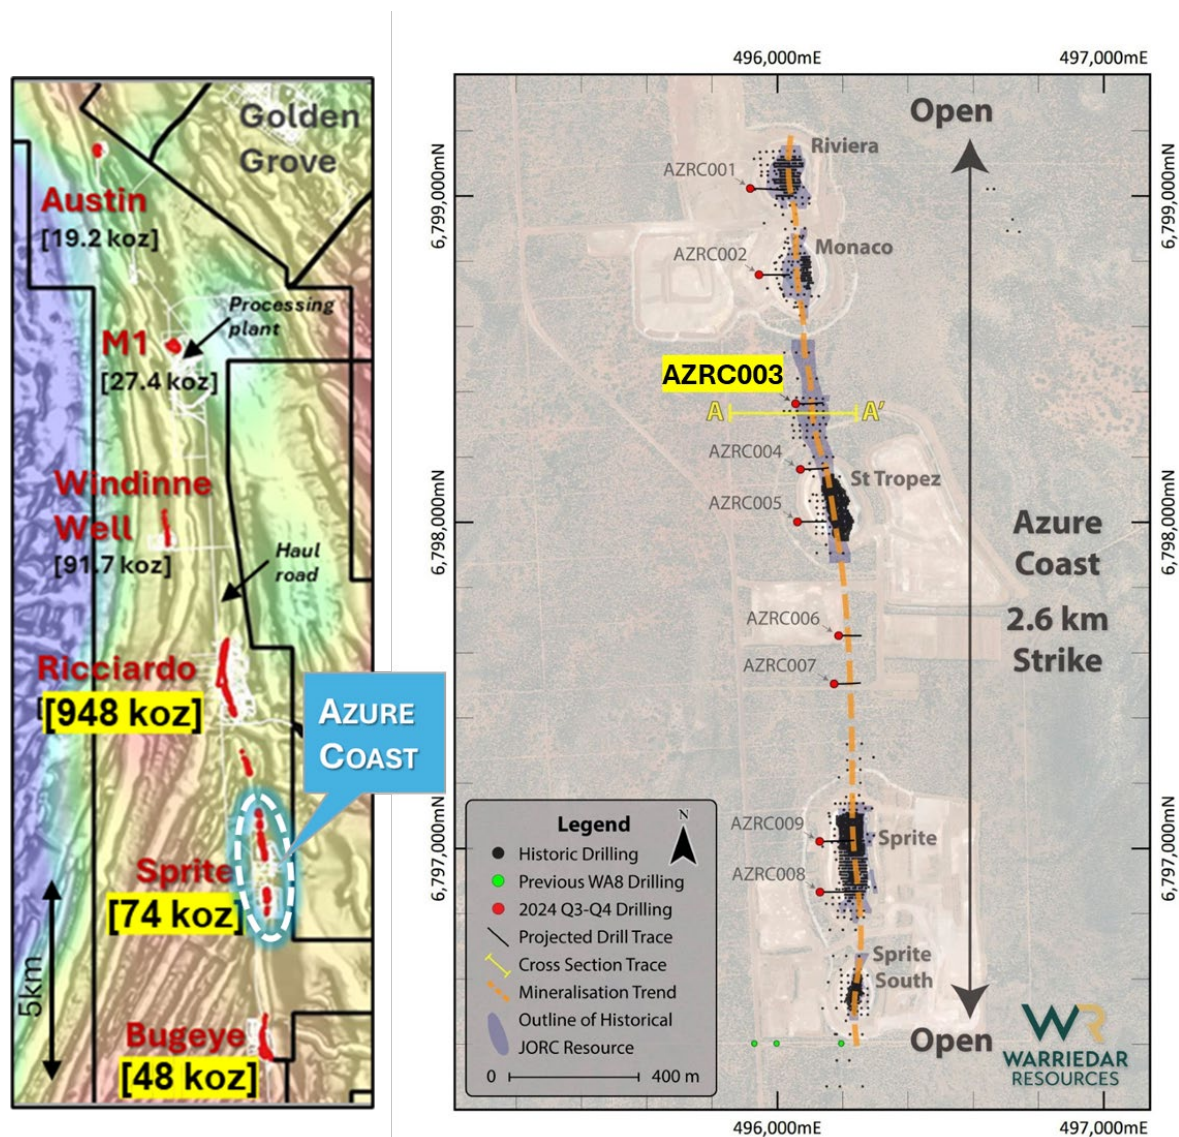 Golden
Grove
Austin
[19.2 koz]
Processing
plant
M1
[27.4 koz]
Windinne
Well
[91.7 koz]
Haul
road
Ricciardo
[948 koz]
AZURE
COAST
Sprite
[74 koz]
5km
Bugeye
[48 koz]
496,000mE
497,000mE
6,799,000mN
6,799,000mN
6,798,000mN
6,798,000mN
6,797,000mN
6,797,000mN
Open
Riviera
AZRC001
Monaco
AZRC002
AZRC003
A
A'
AZRC004
St Tropez
AZRC005
Azure
Coast
2.6 km
Strike
AZRC006
AZRC007
AZRC009
Sprite
AZRC008
Sprite
South
Open
Legend
N
Historic Drilling
Previous WA8 Drilling
2024 Q3-Q4 Drilling
Projected Drill Trace
Cross Section Trace
Mineralisation Trend
Outline of Historical
JORC Resource
0
400 m
WR
WARRIEDAR
RESOURCES
496,000mE
497,000mE